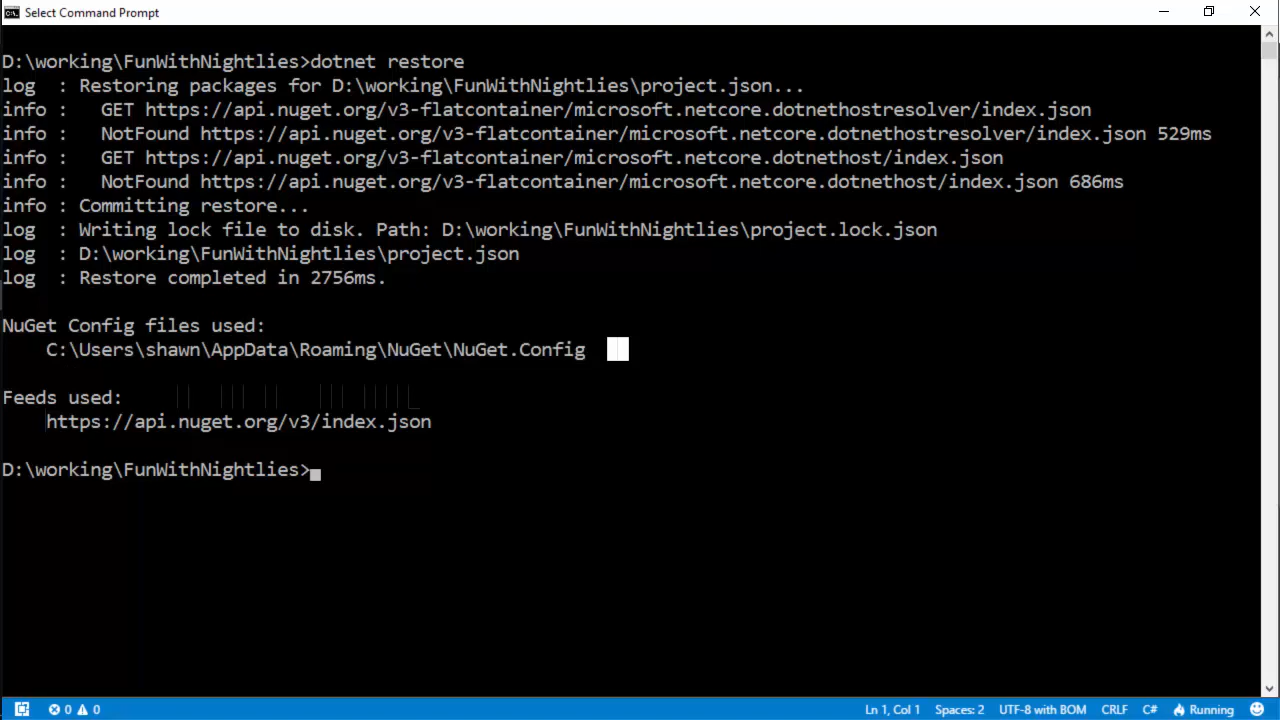 Select Command Prompt
D:\working\FunWithNightlies>dotnet restore
log  : Restoring packages for D:\working\FunWithNightlies\project.json...
info :   GET https://api.nuget.org/v3-flatcontainer/microsoft.netcore.dotnethostresolver/index.json
info :   NotFound https://api.nuget.org/v3-flatcontainer/microsoft.netcore.dotnethostresolver/index.json 529ms
info :   GET https://api.nuget.org/v3-flatcontainer/microsoft.netcore.dotnethost/index.json
info :   NotFound https://api.nuget.org/v3-flatcontainer/microsoft.netcore.dotnethost/index.json 686ms
info : Committing restore...
log  : Writing lock file to disk. Path: D:\working\FunWithNightlies\project.lock.json
log  : D:\working\FunWithNightlies\project.json
log  : Restore completed in 2756ms.
NuGet Config files used:
    C:\Users\shawn\AppData\Roaming\NuGet\NuGet.Config
Feeds used:
    https://api.nuget.org/v3/index.json
D:\working\FunWithNightlies>
0 0 Ln 1, Col 1 Spaces: 2 UTF-8 with BOM CRLF C# Running